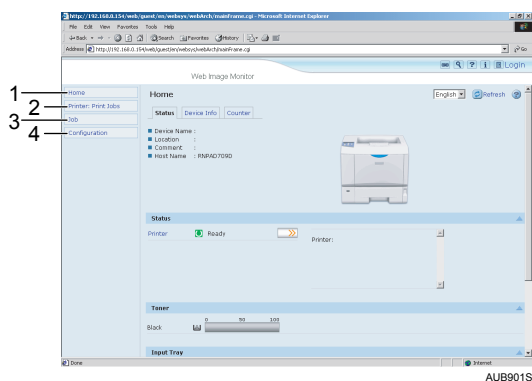 http://192.168.0.154/web/guest/en/websys/webArch/mainFrame.cgi - Microsoft Internet Explorer
File Edit View Favorites Tools Help
Back
Search Favorites History
Address http://192.168.0.154/web/guest/en/websys/webArch/mainFrame.cgi Go
Login
Web Image Monitor
1 Home
2 Printer: Print Jobs
3 Job
4 Configuration
Home English Refresh
Status Device Info Counter
Device Name :
Location :
Comment :
Host Name : RNPAD709D
Status
Printer Ready Printer:
Toner
0 50 100
Black
Input Tray
Done Internet
AUB901S